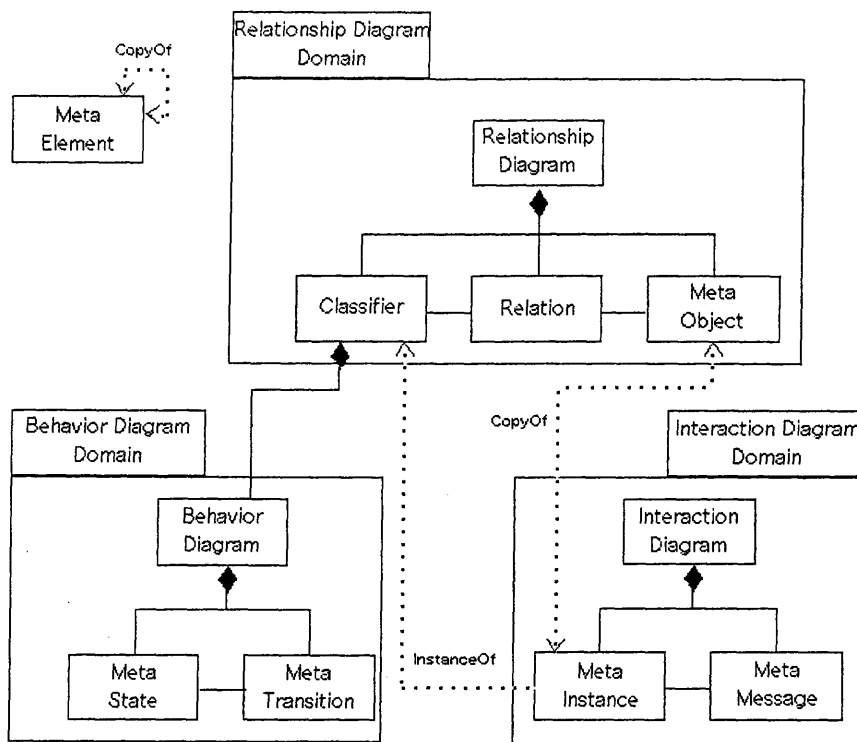 Relationship Diagram
Domain
CopyOf
Meta
Element
Relationship
Diagram
Classifier
Relation
Meta
Object
CopyOf
Behavior Diagram
Domain
Interaction Diagram
Domain
Behavior
Diagram
Interaction
Diagram
InstanceOf
Meta
State
Meta
Transition
Meta
Instance
Meta
Message